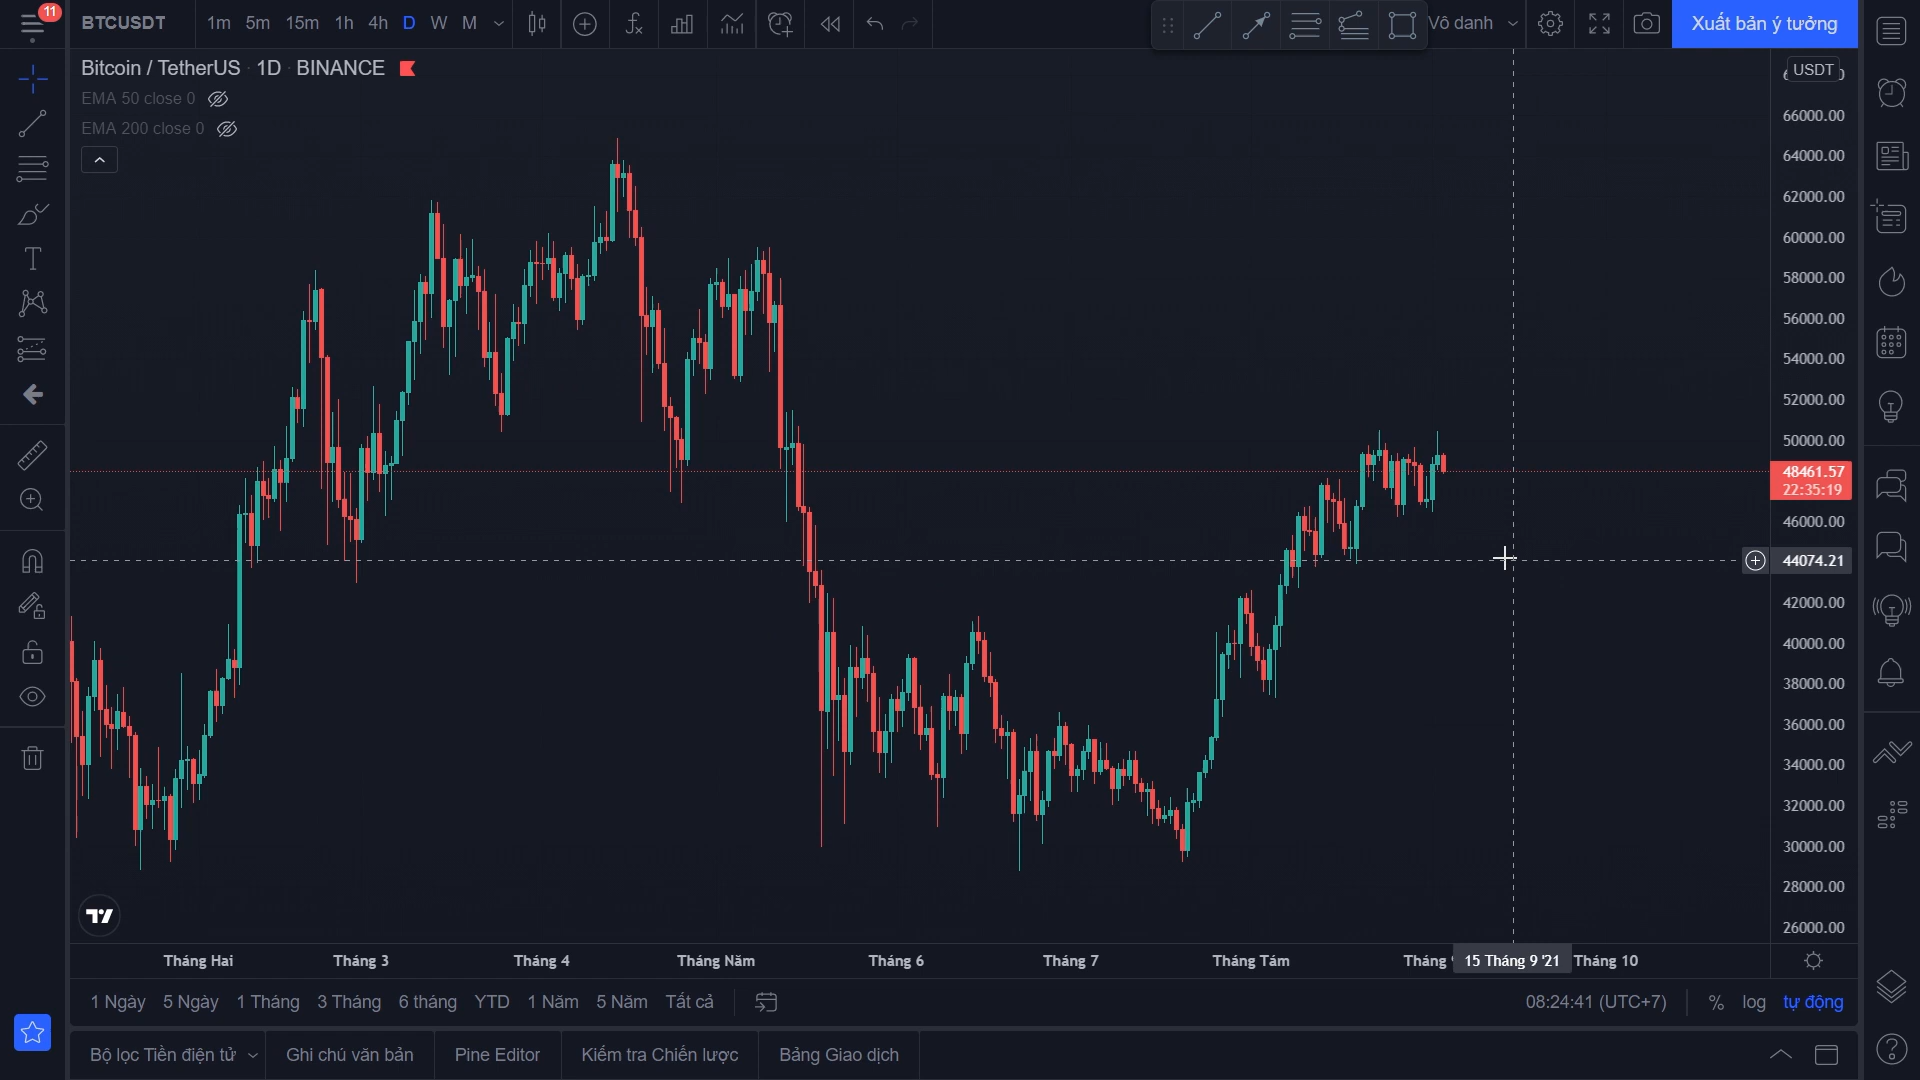 11
BTCUSDT
1m 5m 15m 1h 4h D W M
Vô danh
Xuất bản ý tưởng
Bitcoin / TetherUS · 1D · BINANCE
EMA 50 close 0
EMA 200 close 0
USDT
66000.00
64000.00
62000.00
60000.00
58000.00
56000.00
54000.00
52000.00
50000.00
48461.57
22:35:19
46000.00
44074.21
42000.00
40000.00
38000.00
36000.00
34000.00
32000.00
30000.00
28000.00
26000.00
Tháng Hai Tháng 3 Tháng 4 Tháng Năm Tháng 6 Tháng 7 Tháng Tám Tháng 15 Tháng 9 '21 Tháng 10
1 Ngày 5 Ngày 1 Tháng 3 Tháng 6 tháng YTD 1 Năm 5 Năm Tất cả 08:24:41 (UTC+7) % log tự động
Bộ lọc Tiền điện tử Ghi chú văn bản Pine Editor Kiểm tra Chiến lược Bảng Giao dịch